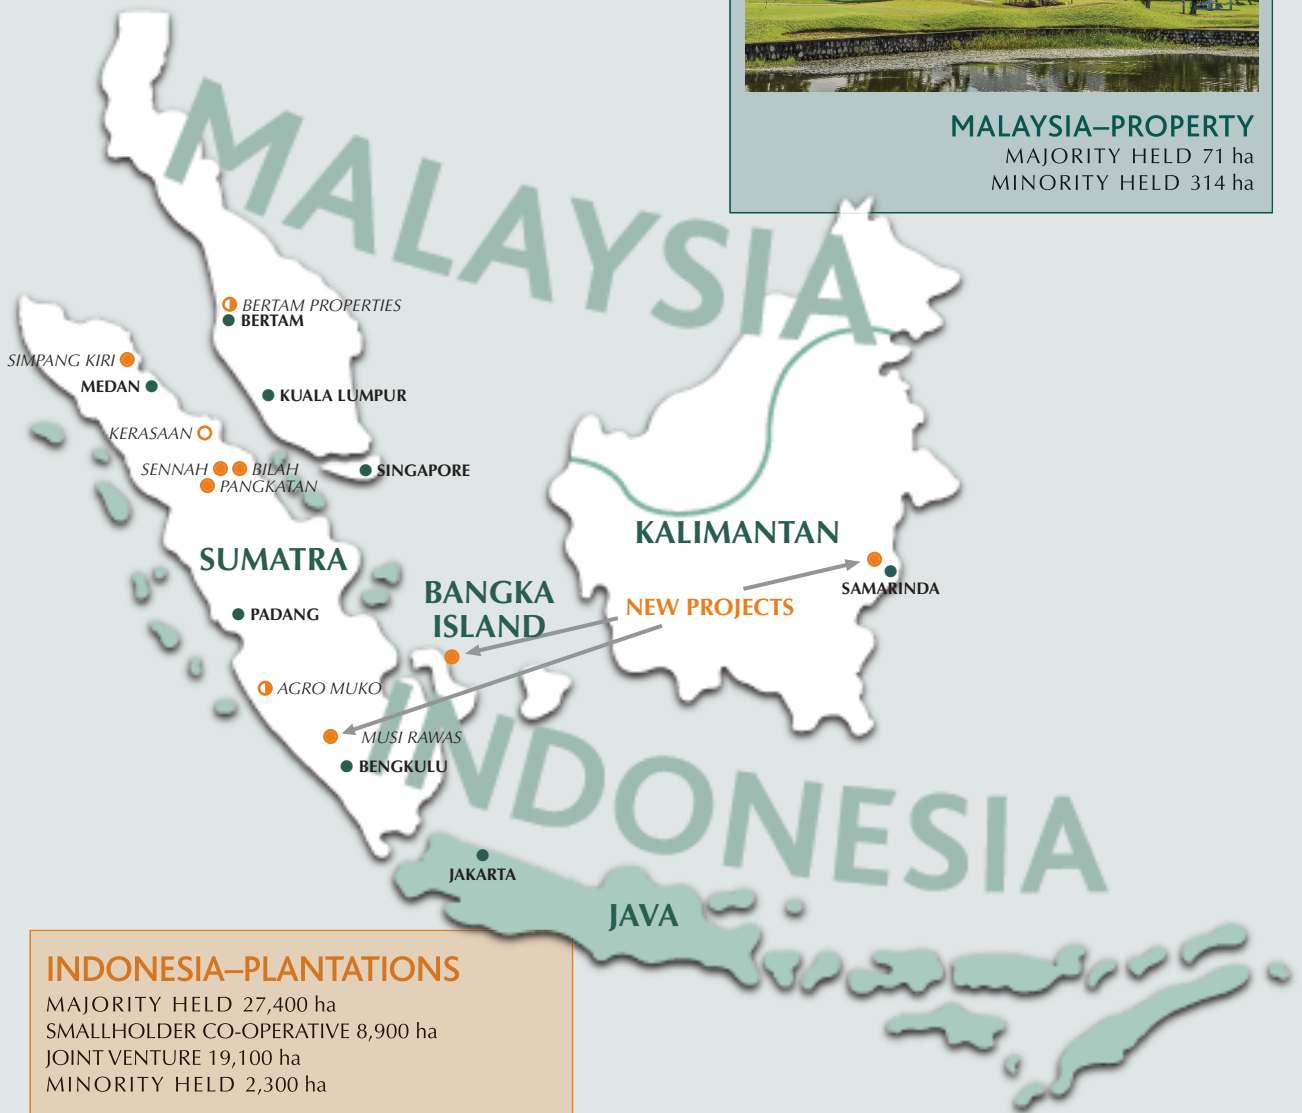 MALAYSIA–PROPERTY
MAJORITY HELD 71 ha
MINORITY HELD 314 ha
MALAYSIA
BERTAM PROPERTIES
BERTAM
SIMPANG KIRI
MEDAN
KUALA LUMPUR
KERASAAN
SENNAH
BILAH
PANGKATAN
SINGAPORE
SUMATRA
KALIMANTAN
SAMARINDA
BANGKA
ISLAND
NEW PROJECTS
PADANG
AGRO MUKO
MUSI RAWAS
BENGKULU
INDONESIA
JAKARTA
JAVA
INDONESIA–PLANTATIONS
MAJORITY HELD 27,400 ha
SMALLHOLDER CO-OPERATIVE 8,900 ha
JOINT VENTURE 19,100 ha
MINORITY HELD 2,300 ha